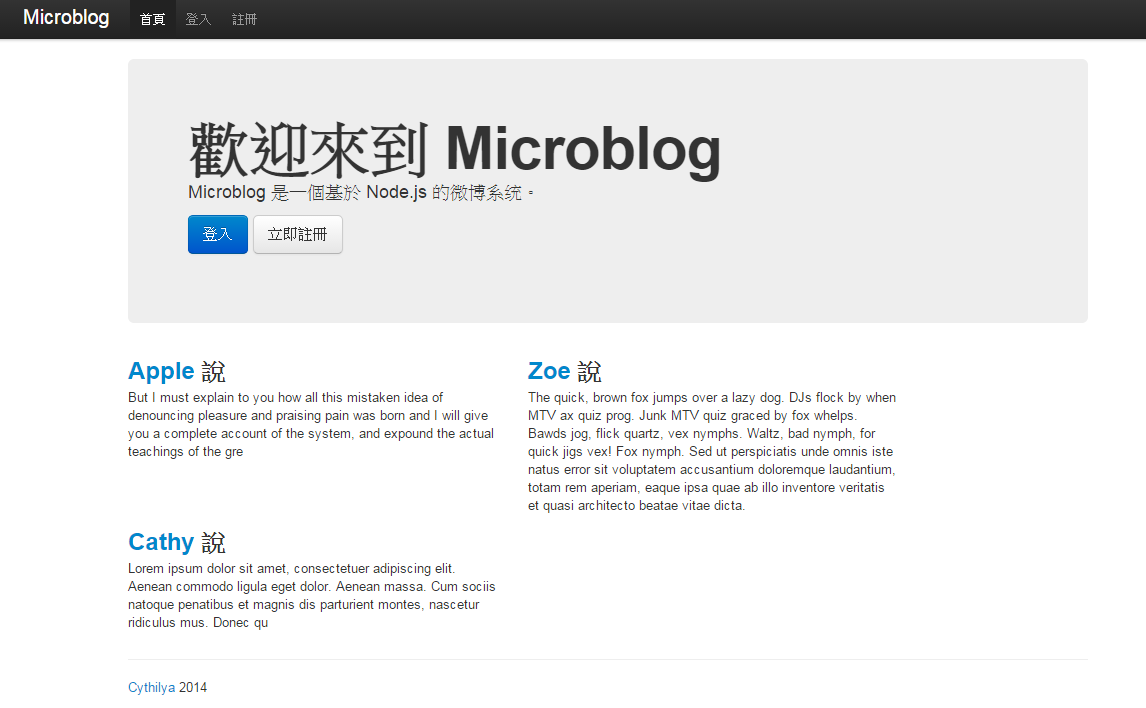 Microblog 首頁 登入 註冊
歡迎來到 Microblog
Microblog 是一個基於 Node.js 的微博系統。
登入 立即註冊
Apple 說
But I must explain to you how all this mistaken idea of
denouncing pleasure and praising pain was born and I will give
you a complete account of the system, and expound the actual
teachings of the gre
Zoe 說
The quick, brown fox jumps over a lazy dog. DJs flock by when
MTV ax quiz prog. Junk MTV quiz graced by fox whelps.
Bawds jog, flick quartz, vex nymphs. Waltz, bad nymph, for
quick jigs vex! Fox nymph. Sed ut perspiciatis unde omnis iste
natus error sit voluptatem accusantium doloremque laudantium,
totam rem aperiam, eaque ipsa quae ab illo inventore veritatis
et quasi architecto beatae vitae dicta.
Cathy 說
Lorem ipsum dolor sit amet, consectetuer adipiscing elit.
Aenean commodo ligula eget dolor. Aenean massa. Cum sociis
natoque penatibus et magnis dis parturient montes, nascetur
ridiculus mus. Donec qu
Cythilya 2014